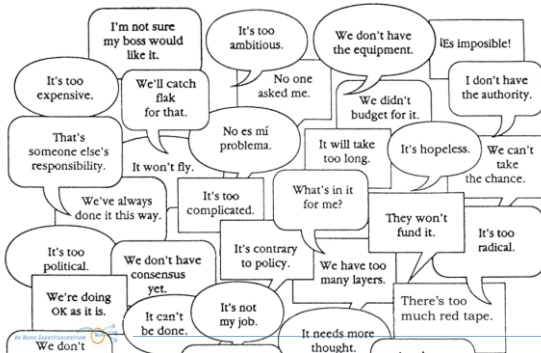 I'm not sure
my boss would
like it.
It's too
ambitious.
We don't have
the equipment.
¡Es imposible!
It's too
expensive.
We'll catch
flak
for that.
No one
asked me.
We didn't
budget for it.
I don't have
the authority.
That's
someone else's
responsibility.
It won't fly.
No es mí
problema.
It will take
too long.
It's hopeless.
We can't
take
the chance.
We've always
done it this way.
It's too
complicated.
What's in it
for me?
They won't
fund it.
It's too
radical.
It's too
political.
We don't have
consensus
yet.
It's contrary
to policy.
We have too
many layers.
We're doing
OK as it is.
It can't
be done.
It's not
my job.
It needs more
thought.
There's too
much red tape.
We don't